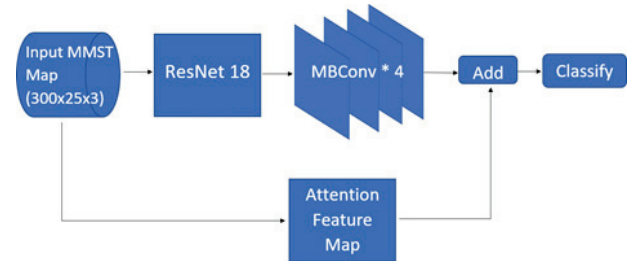 Input MMST
Map
(300x25x3)
ResNet 18
MBConv * 4
Add
Classify
Attention
Feature
Map